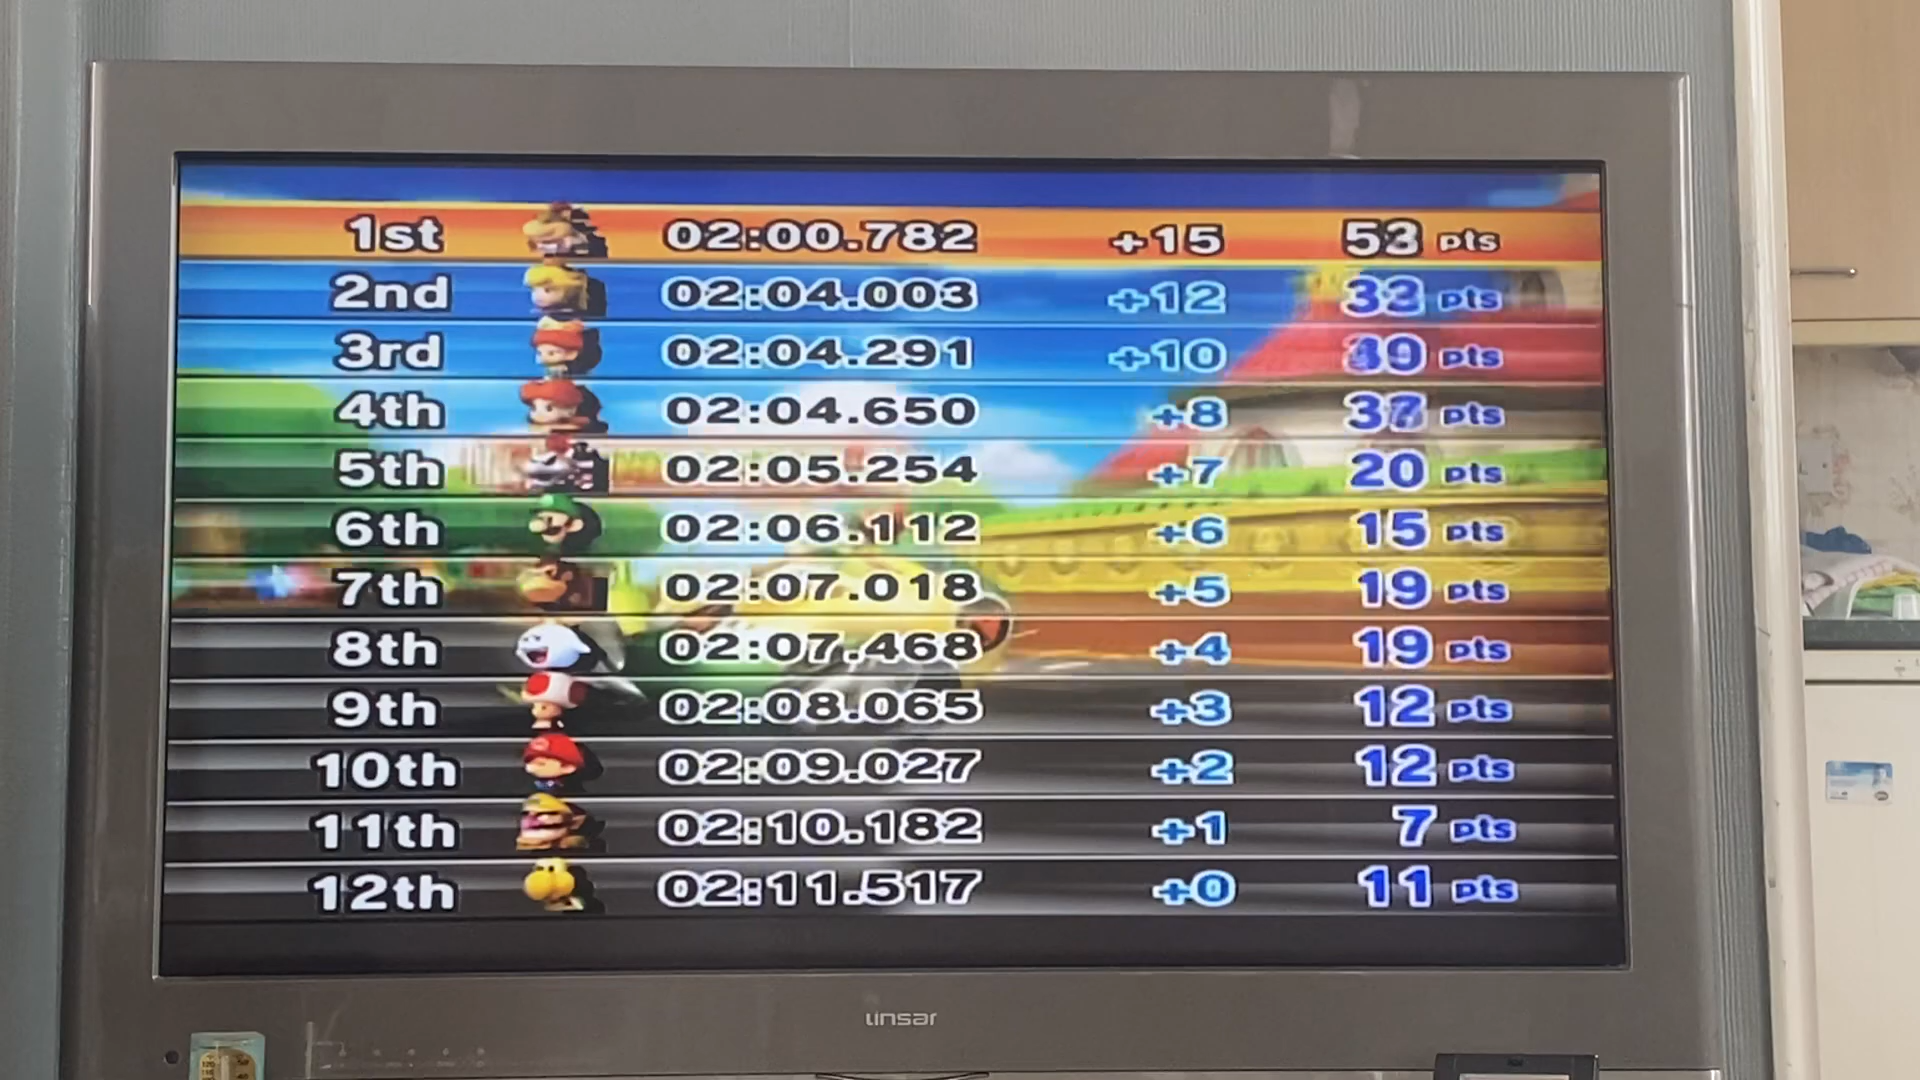 1st 02:00.782 +15 pts
2nd 02:04.003 +12 pts
3rd 02:04.291 +10 pts
4th 02:04.650 +8 37 pts
5th 02:05.254 +7 20 pts
6th 02:06.112 +6 15 pts
7th 02:07.018 +5 19 pts
8th 02:07.468 +4 19 pts
9th 02:08.065 +3 12 pts
10th 02:09.027 +2 12 pts
11th 02:10.182 +1 7 pts
12th 02:11.517 +0 11 pts
Linsar